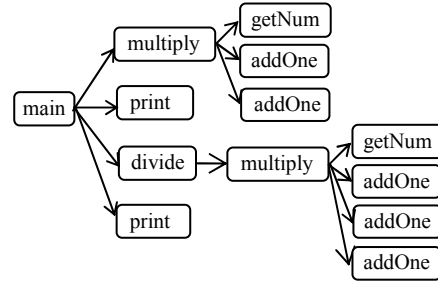 getNum
multiply
addOne
addOne
main
print
getNum
divide
multiply
addOne
addOne
print
addOne